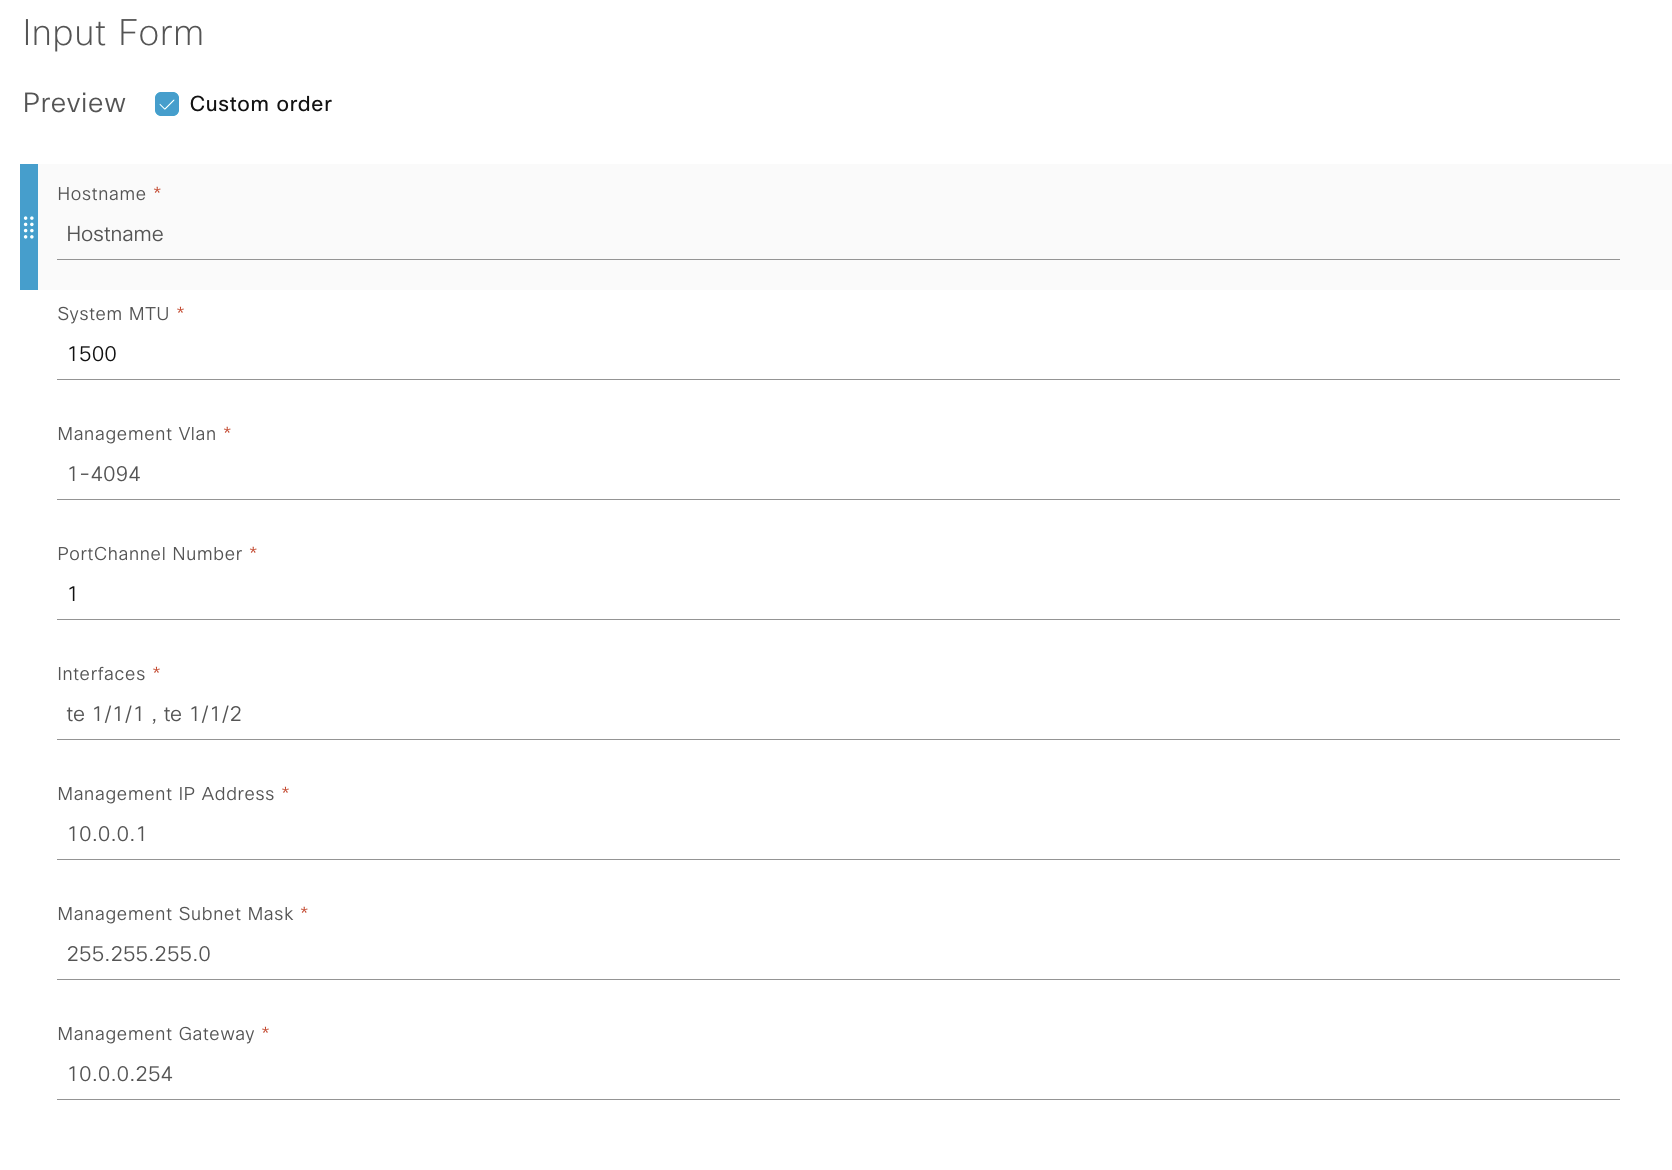 Input Form
Preview Custom order
Hostname *
Hostname
System MTU *
1500
Management Vlan *
1-4094
PortChannel Number *
1
Interfaces *
te 1/1/1 , te 1/1/2
Management IP Address *
10.0.0.1
Management Subnet Mask *
255.255.255.0
Management Gateway *
10.0.0.254